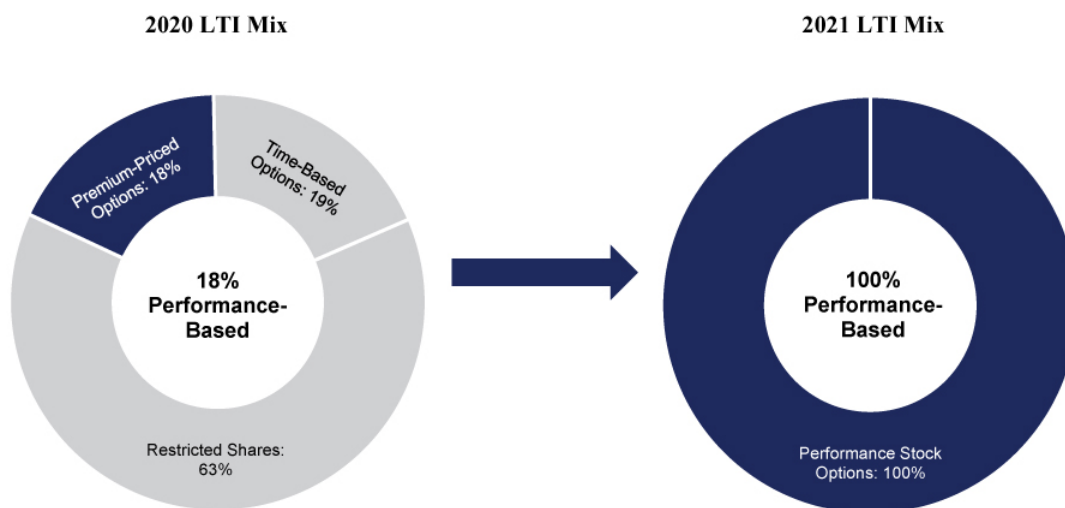 2020 LTI Mix
Premium-Priced
Options: 18%
Time-Based
Options: 19%
18%
Performance-
Based
Restricted Shares:
63%
2021 LTI Mix
100%
Performance-
Based
Performance Stock
Options: 100%